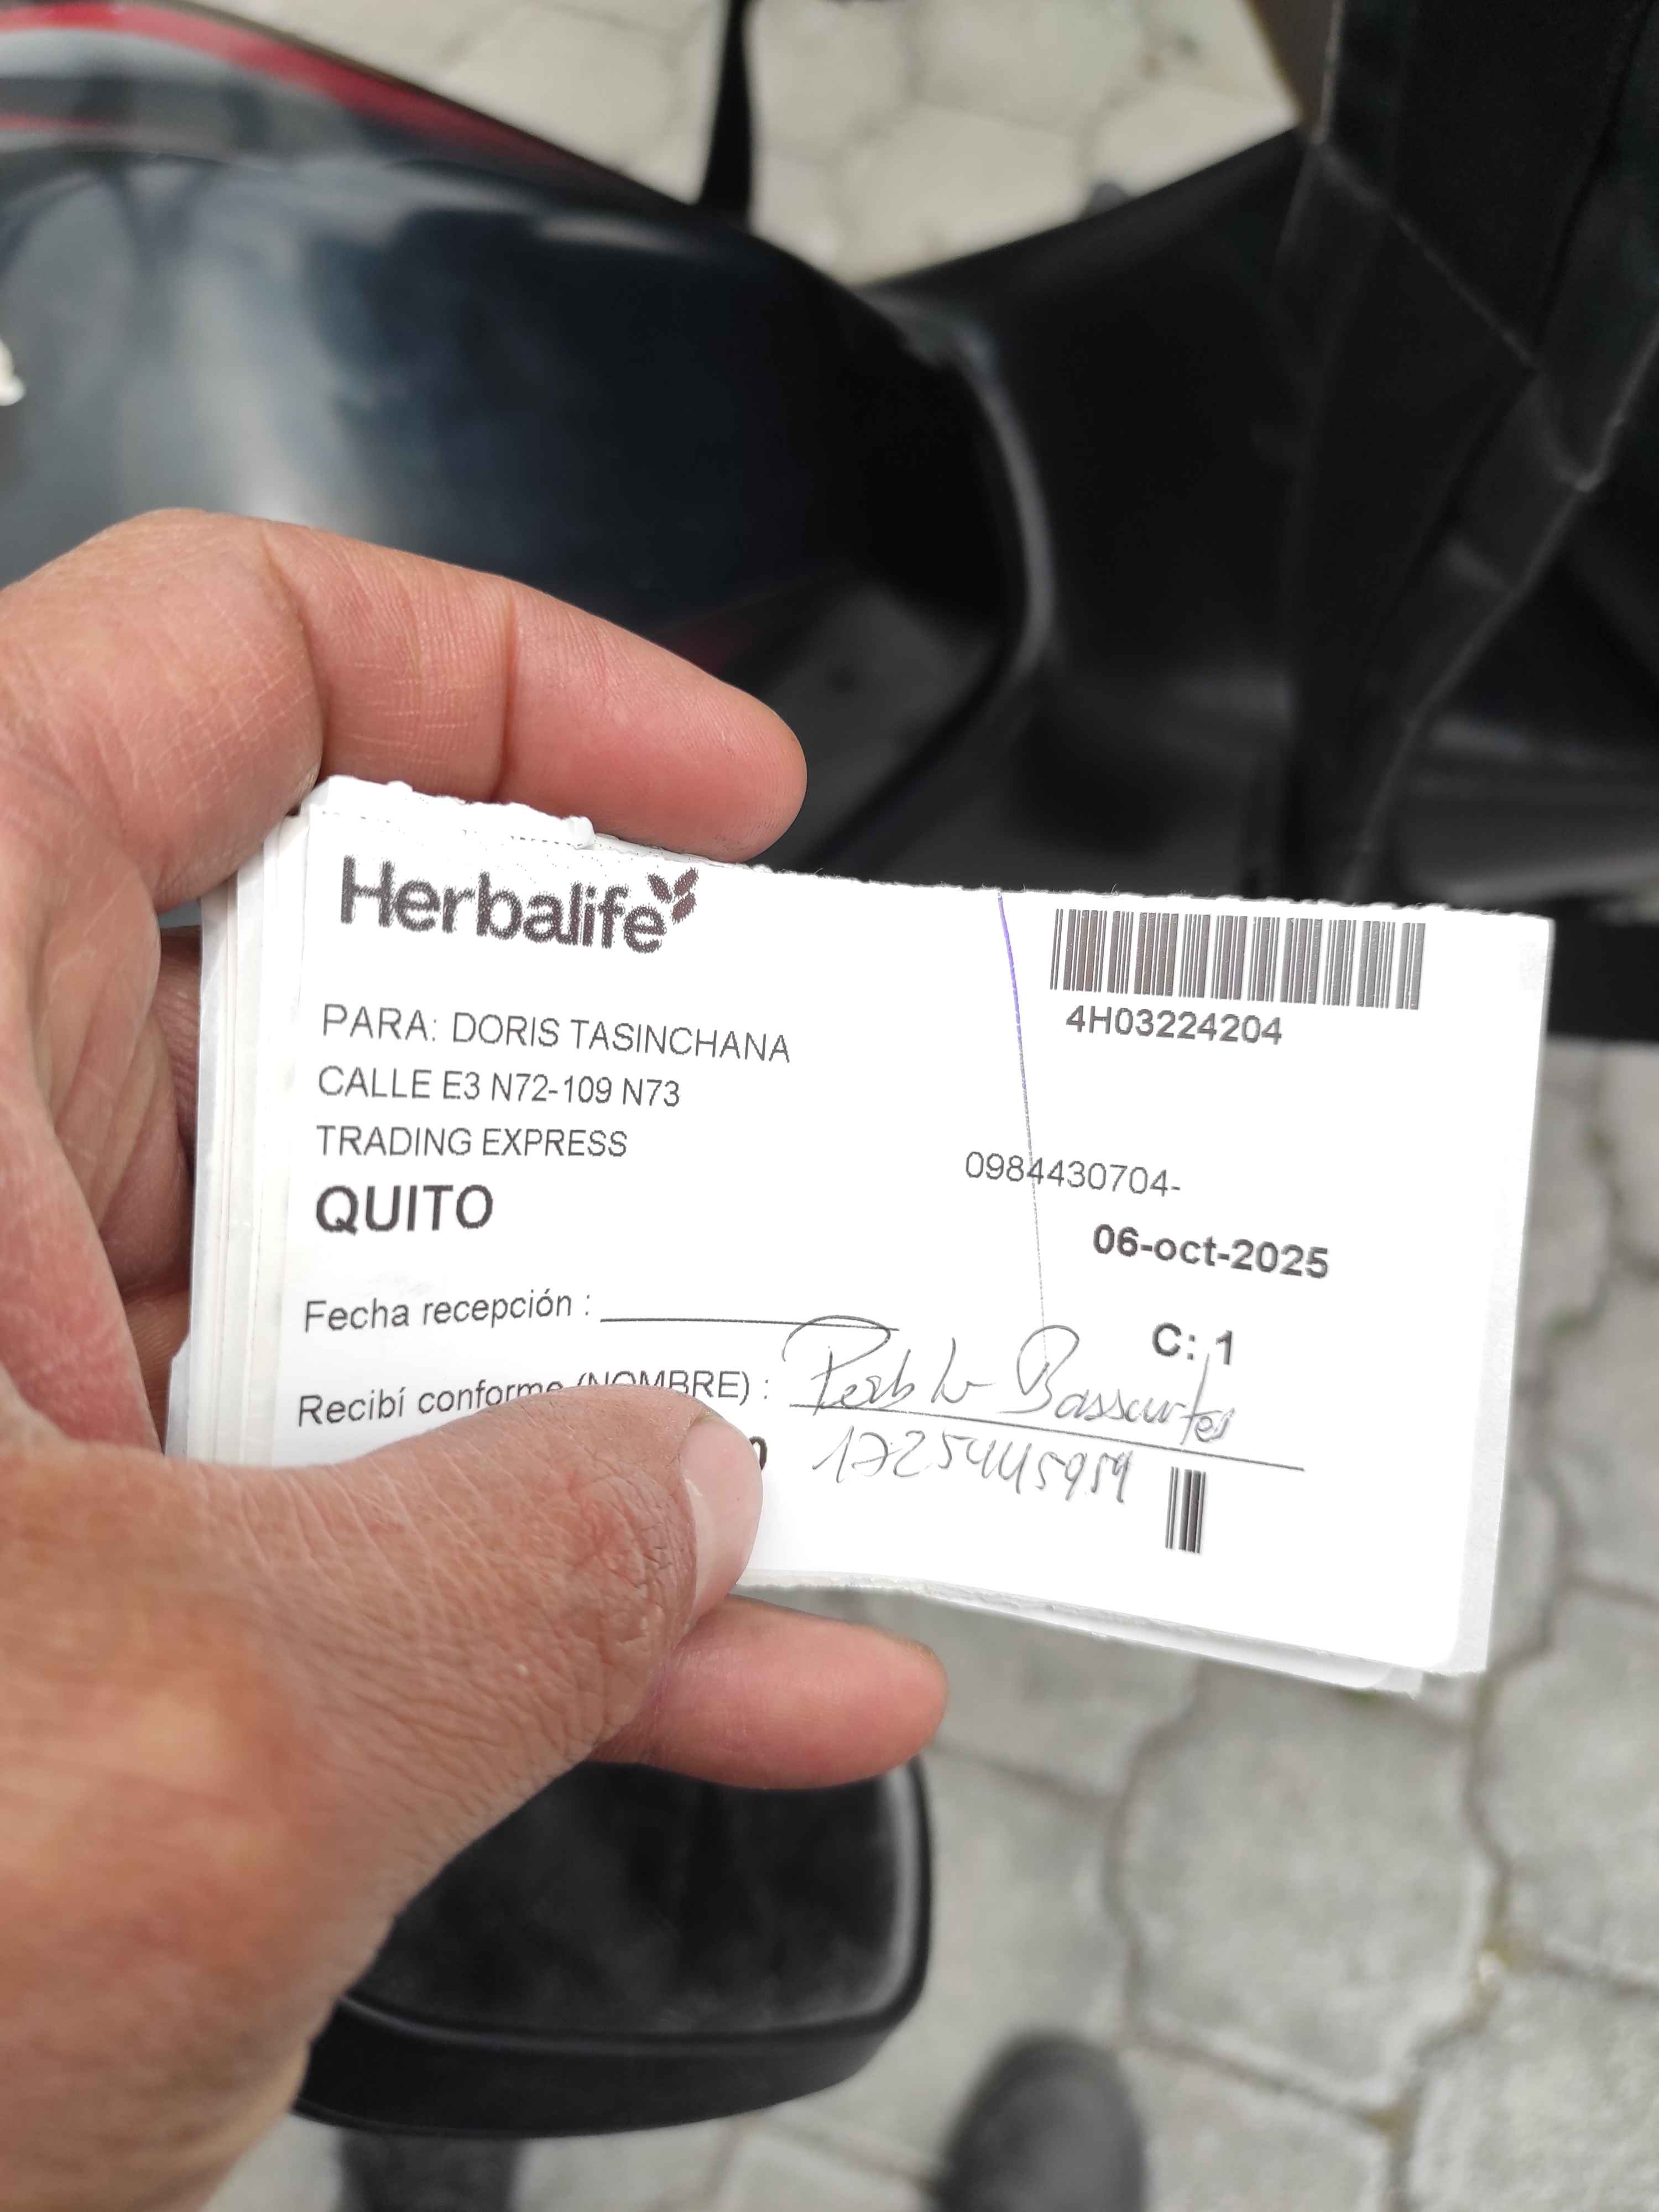 Herbalife
4H03224204
PARA: DORIS TASINCHANA
CALLE E3 N72-109 N73
TRADING EXPRESS
0984430704-
QUITO
06-oct-2025
Fecha recepción :
C: 1
Recibí conforme (NOMBRE) :